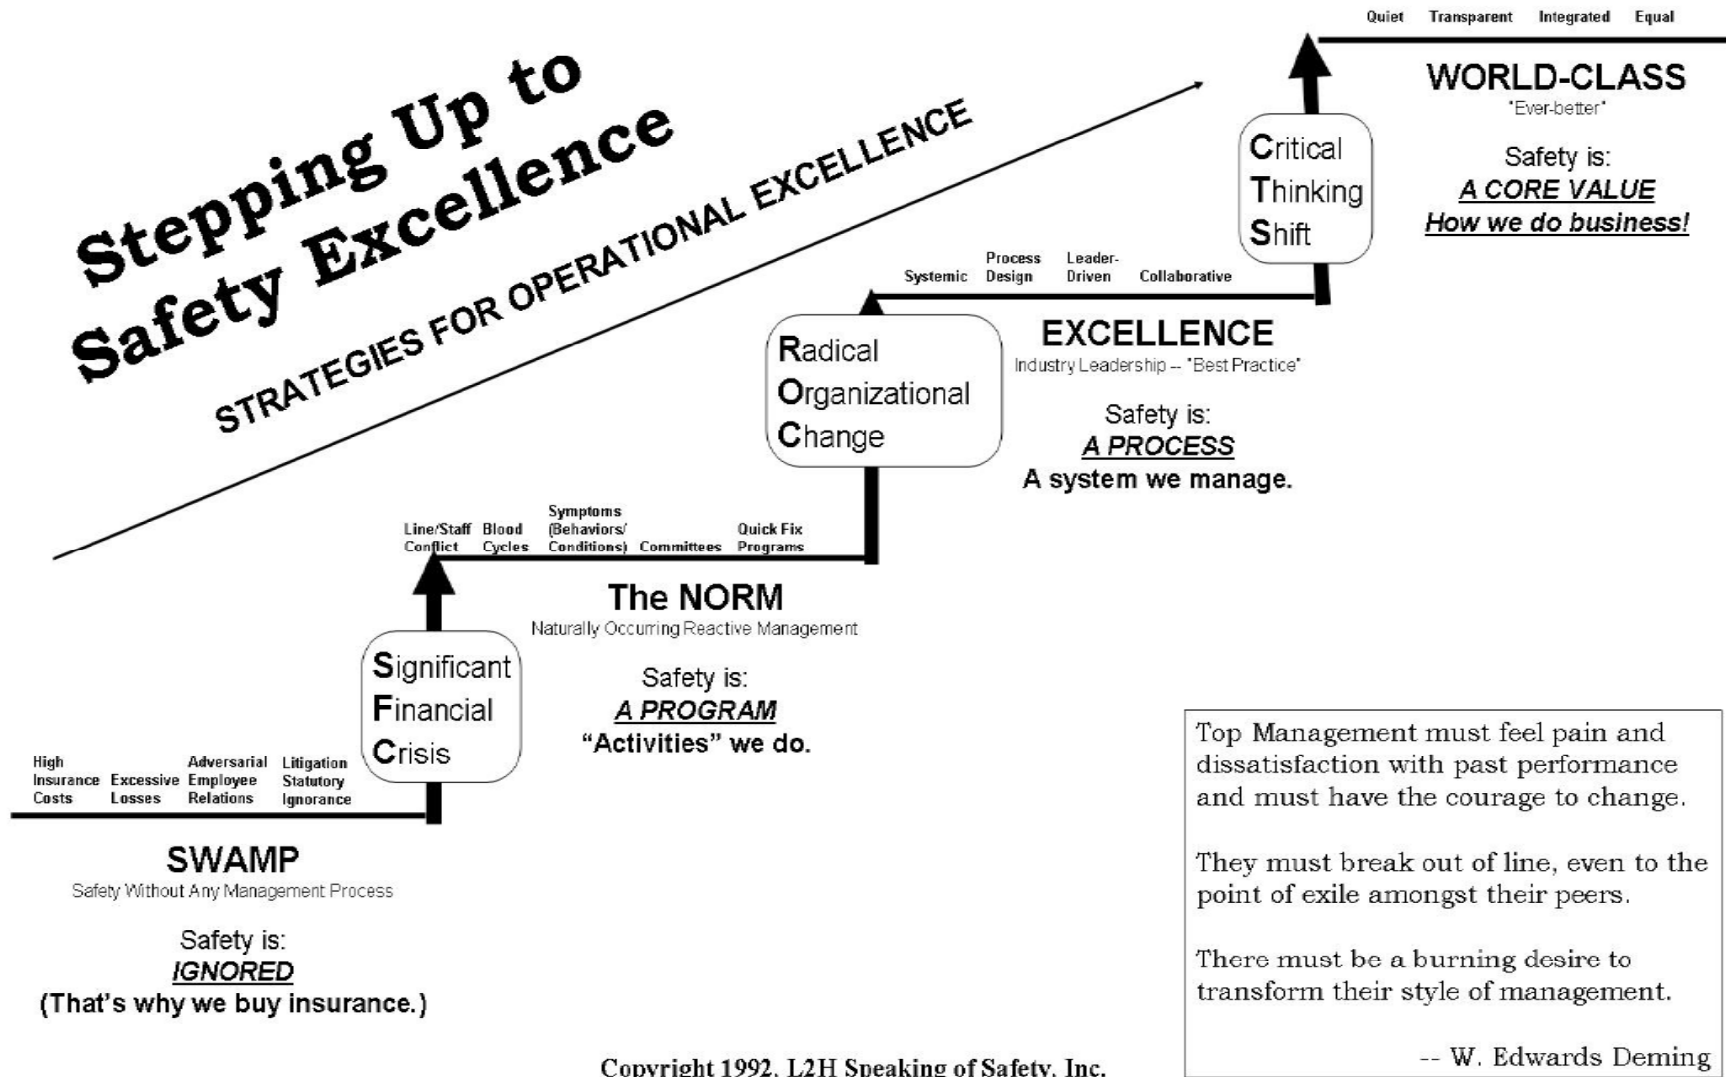 Stepping Up to
Safety Excellence
STRATEGIES FOR OPERATIONAL EXCELLENCE
Quiet Transparent Integrated Equal
WORLD-CLASS
"Ever-better"
Safety is:
A CORE VALUE
How we do business!
Critical
Thinking
Shift
Systemic Process Design Leader-Driven Collaborative
EXCELLENCE
Industry Leadership -- "Best Practice"
Safety is:
A PROCESS
A system we manage.
Radical
Organizational
Change
Line/Staff Conflict Blood Cycles Symptoms (Behaviors/Conditions) Committees Quick Fix Programs
The NORM
Naturally Occurring Reactive Management
Safety is:
A PROGRAM
“Activities” we do.
Significant
Financial
Crisis
High Insurance Costs Excessive Losses Adversarial Employee Relations Litigation Statutory Ignorance
SWAMP
Safety Without Any Management Process
Safety is:
IGNORED
(That's why we buy insurance.)
Top Management must feel pain and
dissatisfaction with past performance
and must have the courage to change.
They must break out of line, even to the
point of exile amongst their peers.
There must be a burning desire to
transform their style of management.
-- W. Edwards Deming
Copyright 1992, L2H Speaking of Safety, Inc.